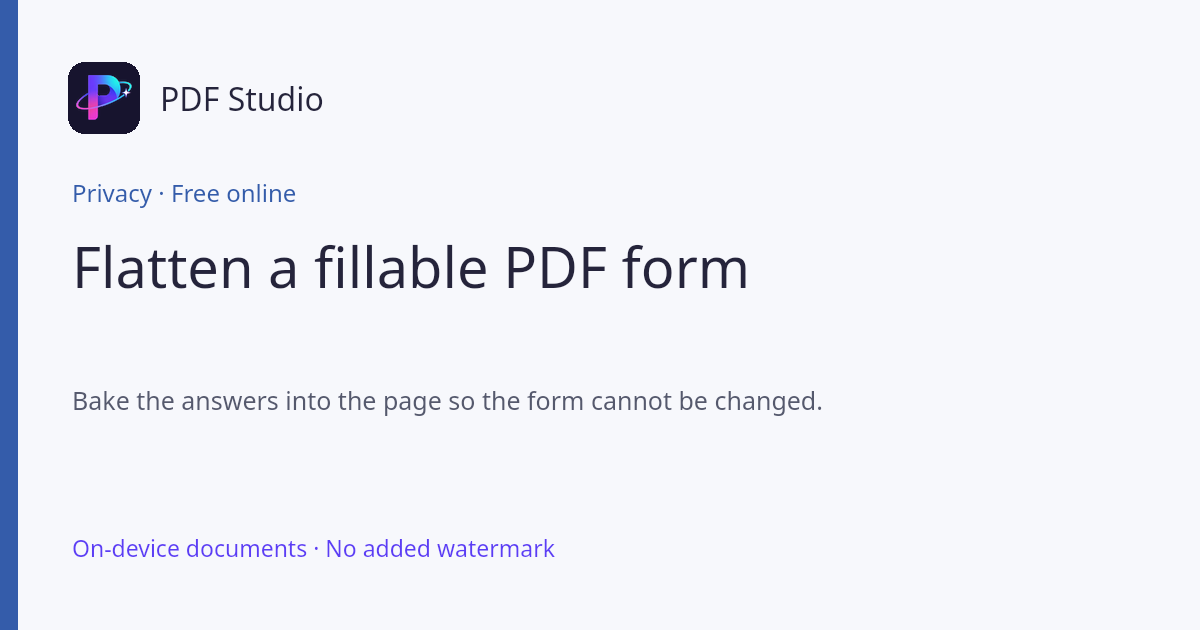 PDF Studio
Privacy · Free online
Flatten a fillable PDF form
Bake the answers into the page so the form cannot be changed.
On-device documents · No added watermark